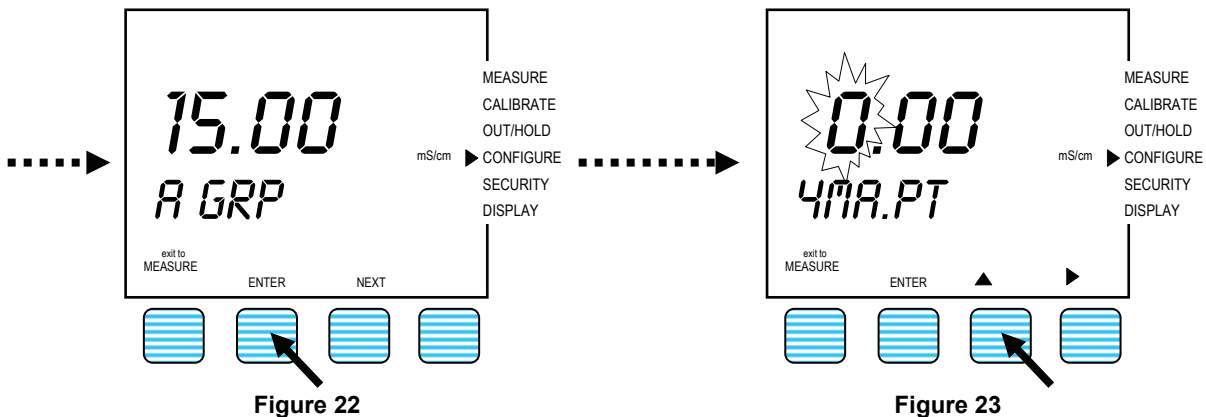 15.00
A GRP
mS/cm
MEASURE
CALIBRATE
OUT/HOLD
CONFIGURE
SECURITY
DISPLAY
exit to
MEASURE
ENTER
NEXT
Figure 22
0.00
4MA.PT
mS/cm
MEASURE
CALIBRATE
OUT/HOLD
CONFIGURE
SECURITY
DISPLAY
exit to
MEASURE
ENTER
Figure 23